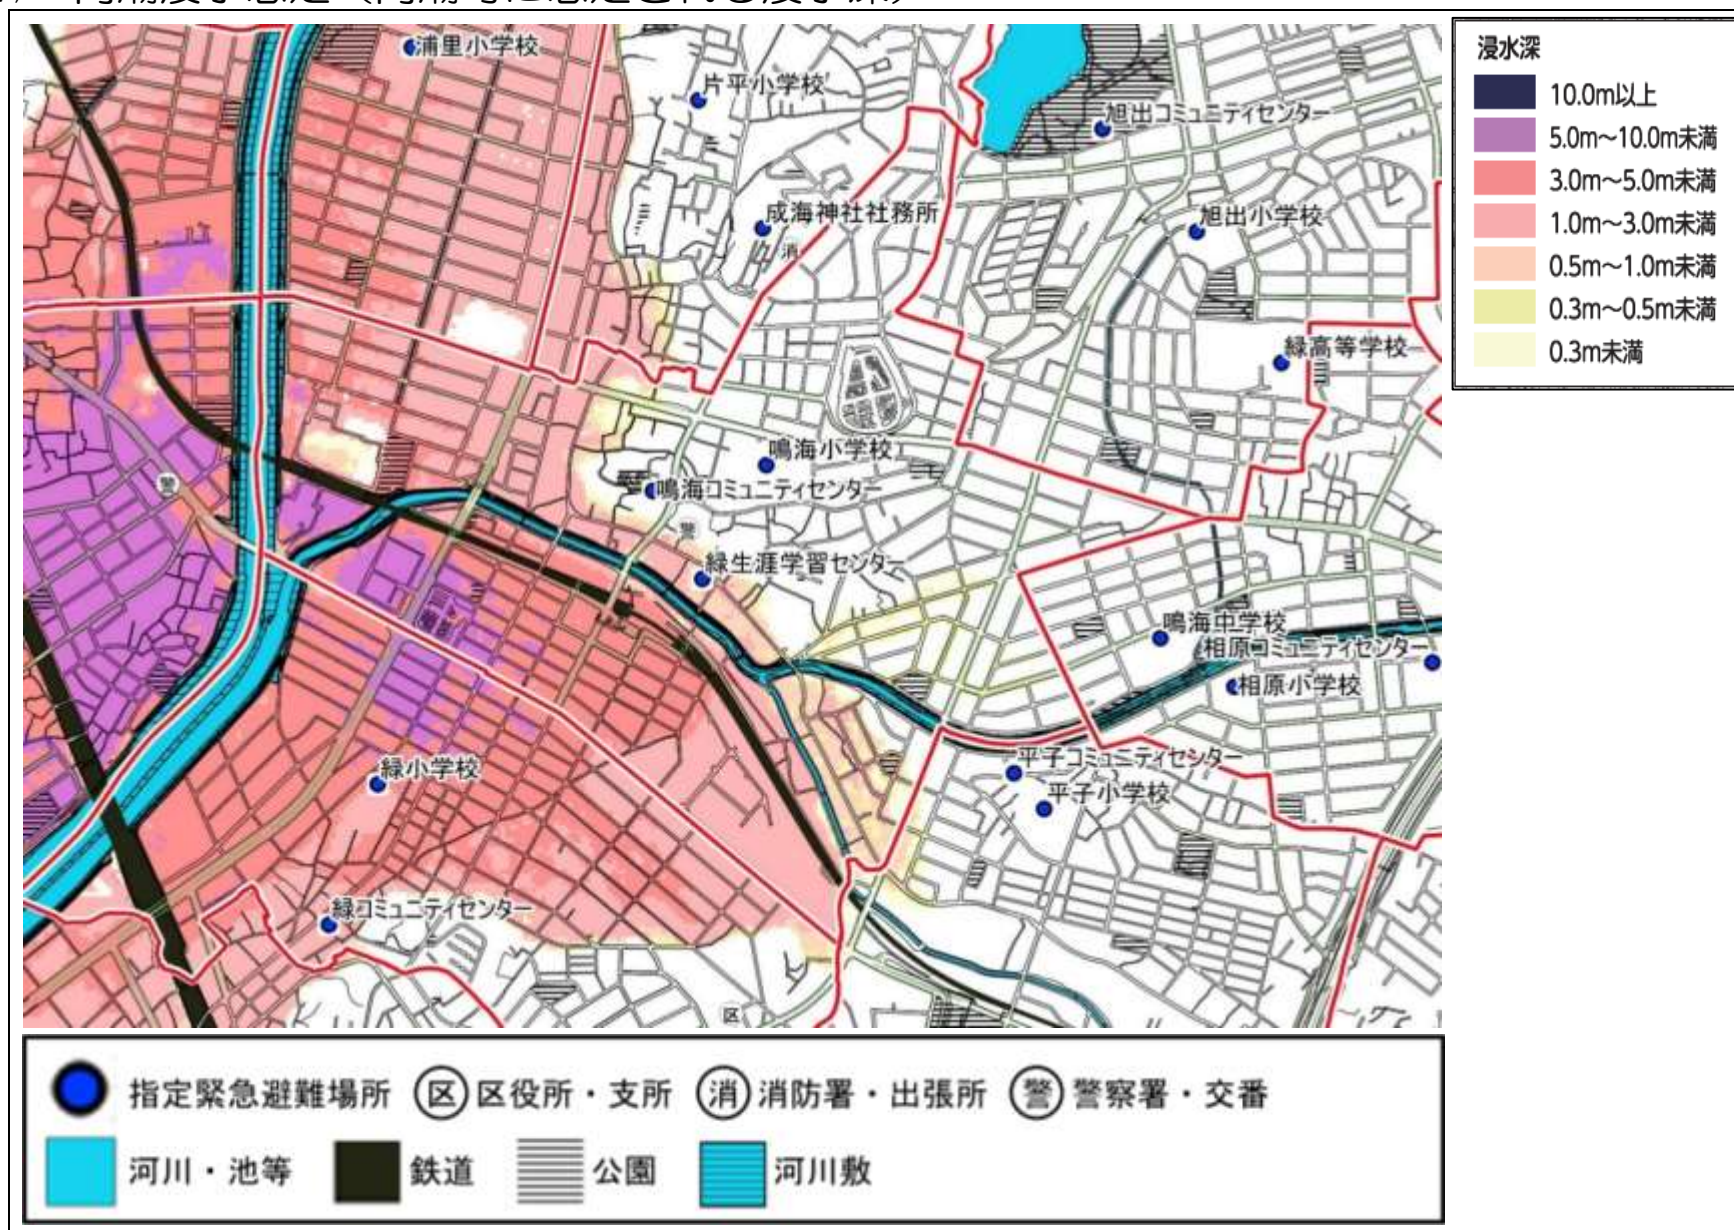 浦里小学校
片平小学校
旭出コミュニティセンター
成海神社社務所
消
旭出小学校
緑高等学校
鳴海小学校
警
鳴海コミュニティセンター
警
緑生涯学習センター
鳴海中学校
相原コミュニティセンター
相原小学校
平子コミュニティセンター
緑小学校
平子小学校
緑コミュニティセンター
区
浸水深
10.0m以上
5.0m～10.0m未満
3.0m～5.0m未満
1.0m～3.0m未満
0.5m～1.0m未満
0.3m～0.5m未満
0.3m未満
指定緊急避難場所 区 区役所・支所 消 消防署・出張所 警 警察署・交番
河川・池等 鉄道 公園 河川敷